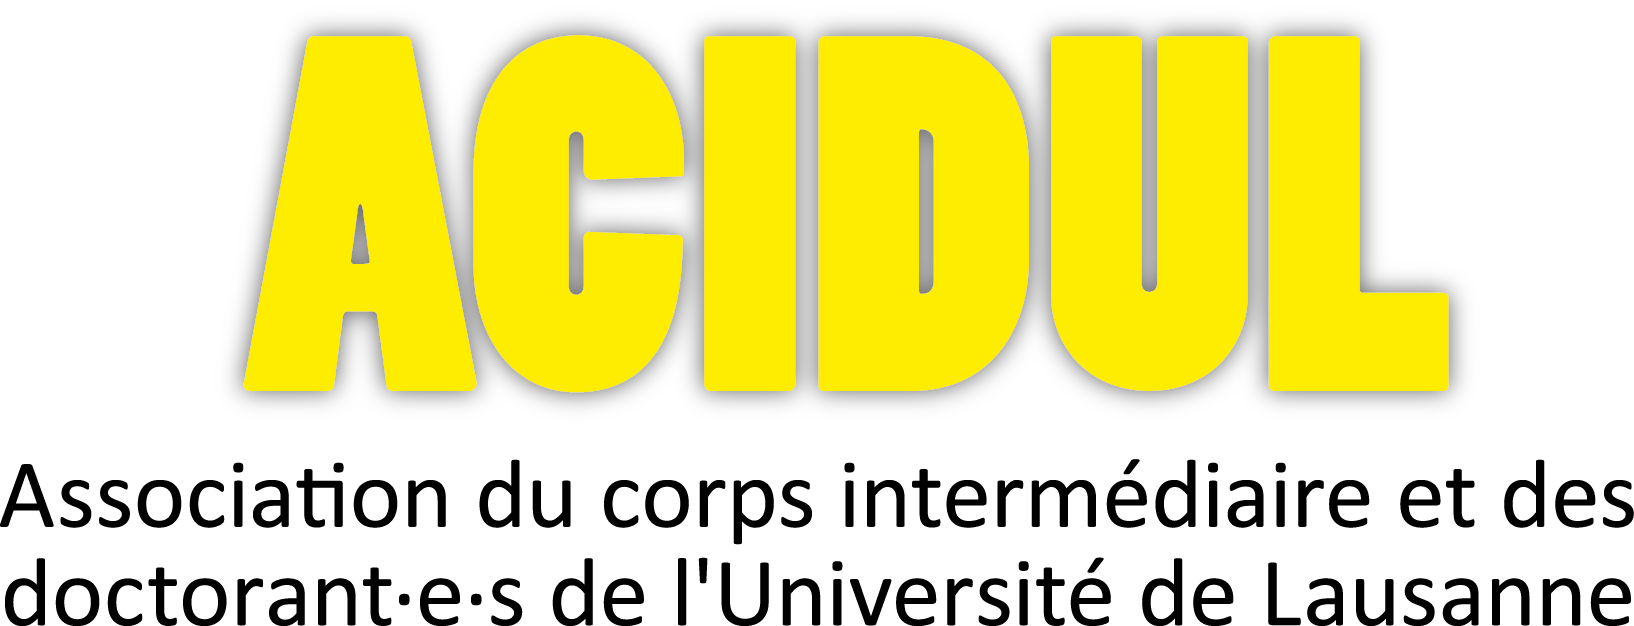 ACIDUL
Association du corps intermédiaire et des
doctorant·e·s de l'Université de Lausanne